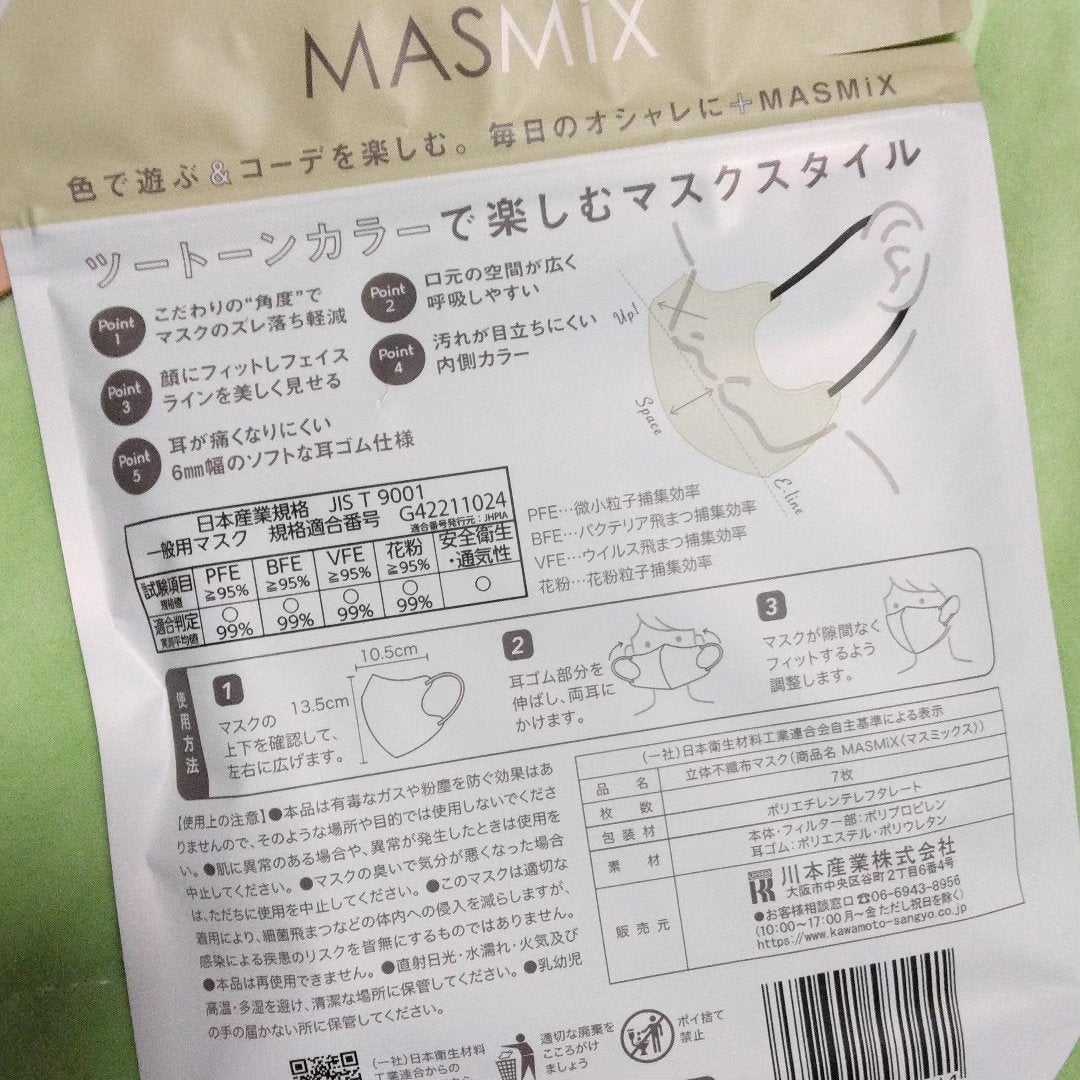 MASMiX
色で遊ぶ&コーデを楽しむ。毎日のオシャレに+MASMiX
ツートーンカラーで楽しむマスクスタイル
Point 1
こだわりの"角度"で
マスクのズレ落ち軽減
Point 2
口元の空間が広く
呼吸しやすい
Point 3
顔にフィットしフェイス
ラインを美しく見せる
Point 4
汚れが目立ちにくい
内側カラー
Point 5
耳が痛くなりにくい
6mm幅のソフトな耳ゴム仕様
Up!
Space
E-line
日本産業規格 JIS T 9001
一般用マスク 規格適合番号 G42211024
適合番号発行元:JHPIA
試験項目 規格値
PFE ≧95%
BFE ≧95%
VFE ≧95%
花粉 ≧95%
安全衛生・通気性
適合判定 実測平均値
○ 99%
○ 99%
○ 99%
○ 99%
○
PFE…微小粒子捕集効率
BFE…バクテリア飛まつ捕集効率
VFE…ウイルス飛まつ捕集効率
花粉…花粉粒子捕集効率
使用方法
1
マスクの
上下を確認して、
左右に広げます。
10.5cm
13.5cm
2
耳ゴム部分を
伸ばし、両耳に
かけます。
3
マスクが隙間なく
フィットするよう
調整します。
【使用上の注意】●本品は有毒なガスや粉塵を防ぐ効果はあ
りませんので、そのような場所や目的では使用しないでくださ
い。●肌に異常のある場合や、異常が発生したときは使用を
中止してください。●マスクの臭いで気分が悪くなった場合
は、ただちに使用を中止してください。●このマスクは適切な
着用により、細菌飛まつなどの体内への侵入を減らしますが、
感染による疾患のリスクを皆無にするものではありません。
●本品は再使用できません。●直射日光・水濡れ・火気及び
高温・多湿を避け、清潔な場所に保管してください。●乳幼児
の手の届かない所に保管してください。
(一社)日本衛生材料工業連合会自主基準による表示
品名 立体不織布マスク(商品名 MASMiX〈マスミックス〉)
枚数 7枚
包装材 ポリエチレンテレフタレート
素材 本体・フィルター部:ポリプロピレン
耳ゴム:ポリエステル・ポリウレタン
販売元
川本産業株式会社
大阪市中央区谷町2丁目6番4号
●お客様相談窓口 ☎06-6943-8956
(10:00~17:00 月~金 ただし祝日を除く)
https://www.kawamoto-sangyo.co.jp
(一社)日本衛生材料
工業連合からの
適切な廃棄を
こころがけ
ましょう
ポイ捨て
禁止